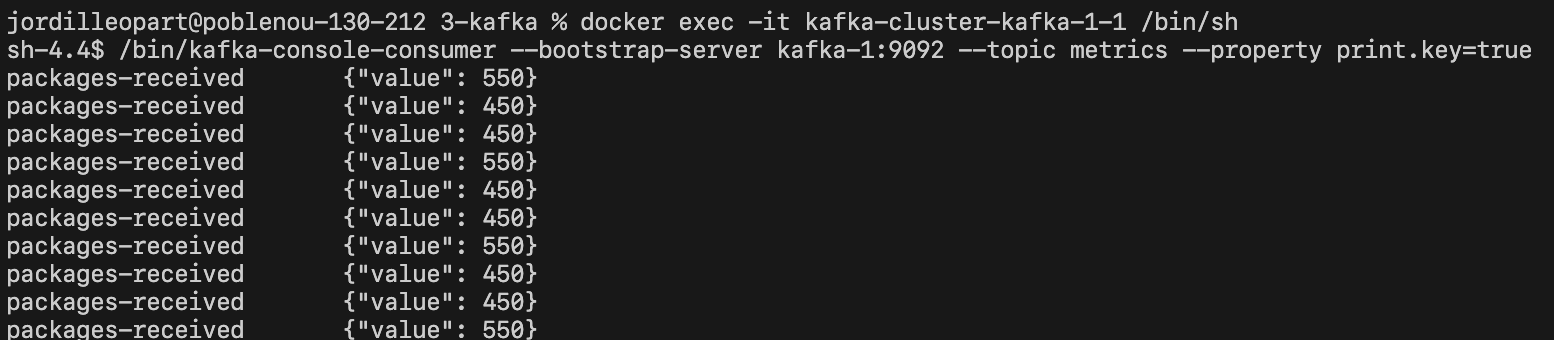 jordilleopart@poblenou-130-212 3-kafka % docker exec -it kafka-cluster-kafka-1-1 /bin/sh
sh-4.4$ /bin/kafka-console-consumer --bootstrap-server kafka-1:9092 --topic metrics --property print.key=true
packages-received       {"value": 550}
packages-received       {"value": 450}
packages-received       {"value": 450}
packages-received       {"value": 550}
packages-received       {"value": 450}
packages-received       {"value": 450}
packages-received       {"value": 550}
packages-received       {"value": 450}
packages-received       {"value": 450}
packages-received       {"value": 550}